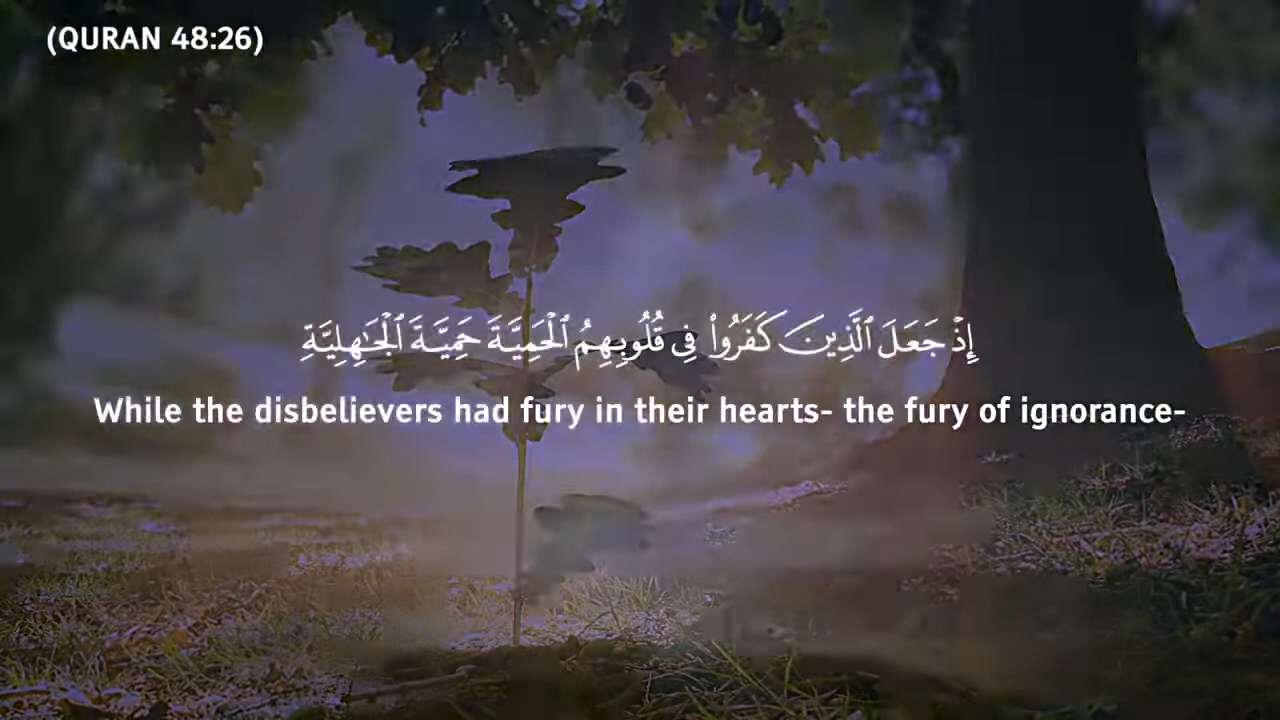 (QURAN 48:26)
إِذْ جَعَلَ ٱلَّذِينَ كَفَرُوا۟ فِى قُلُوبِهِمُ ٱلْحَمِيَّةَ حَمِيَّةَ ٱلْجَـٰهِلِيَّةِ
While the disbelievers had fury in their hearts- the fury of ignorance-